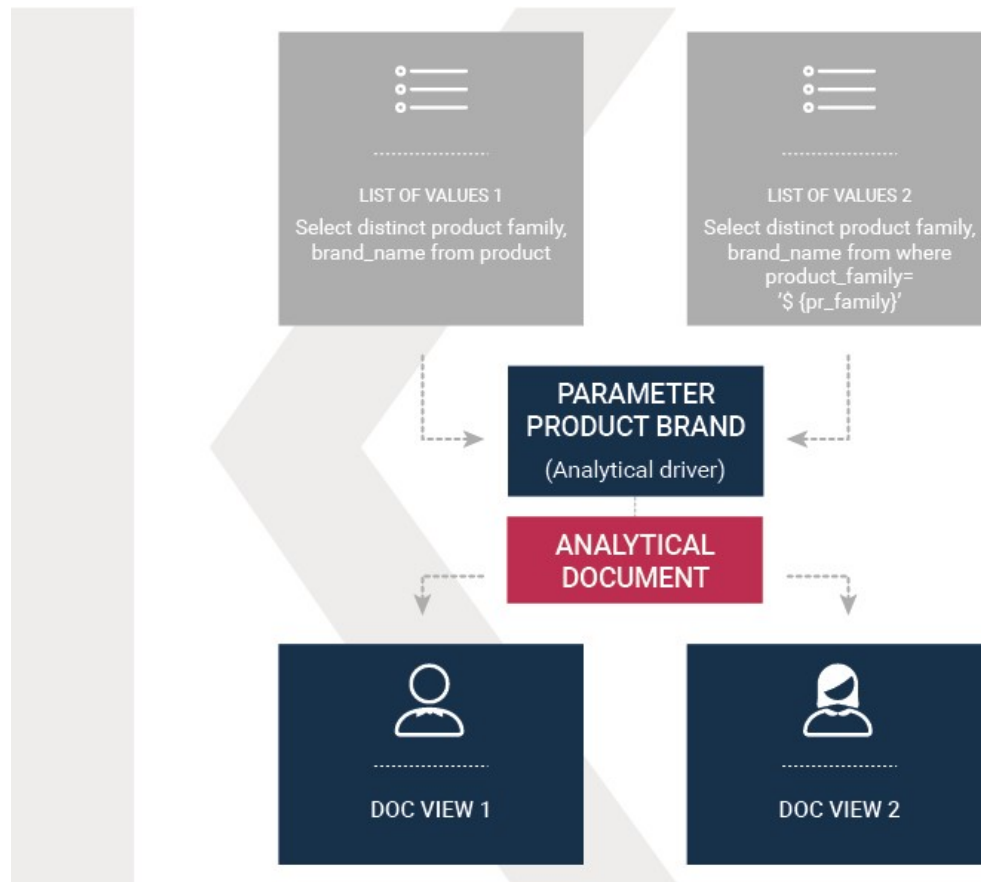 LIST OF VALUES 1
Select distinct product family,
brand_name from product
LIST OF VALUES 2
Select distinct product family,
brand_name from where
product_family=
'$ {pr_family}'
PARAMETER
PRODUCT BRAND
(Analytical driver)
ANALYTICAL
DOCUMENT
DOC VIEW 1
DOC VIEW 2